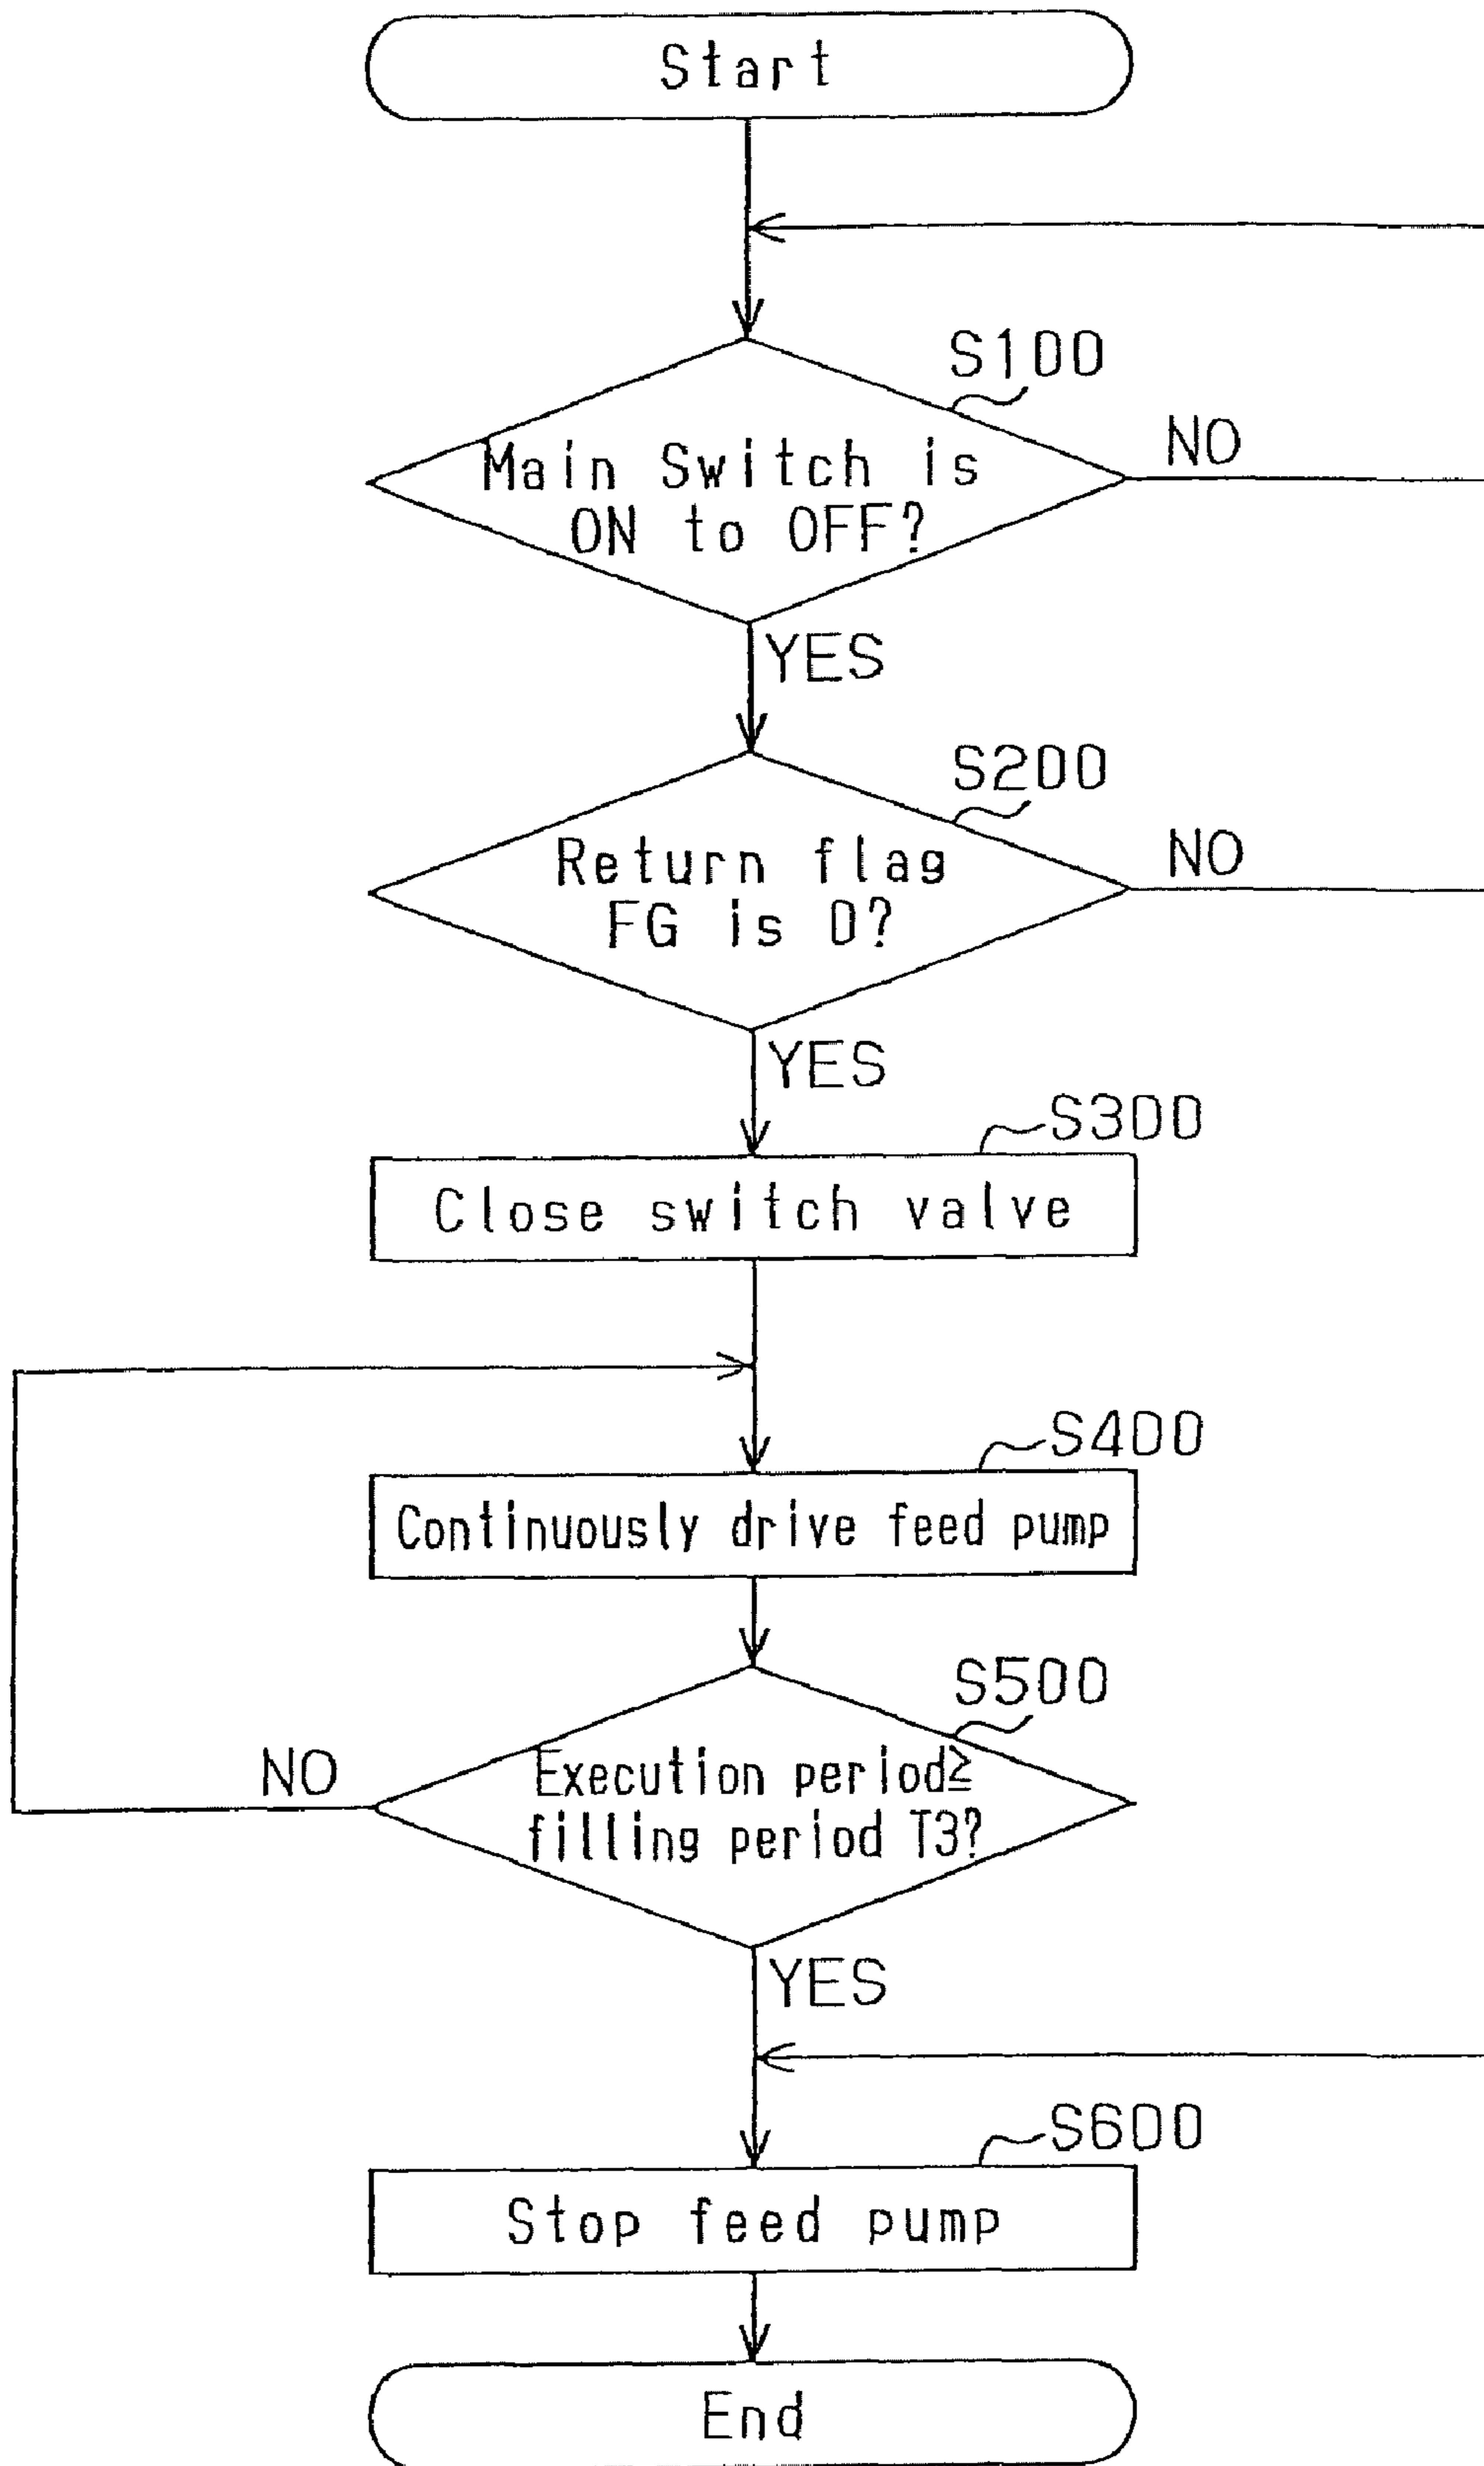 Start
S100
Main Switch is
ON to OFF?
NO
YES
S200
Return flag
FG is 0?
NO
YES
S300
Close switch valve
S400
Continuously drive feed pump
S500
Execution period≧
filling period T3?
NO
YES
S600
Stop feed pump
End